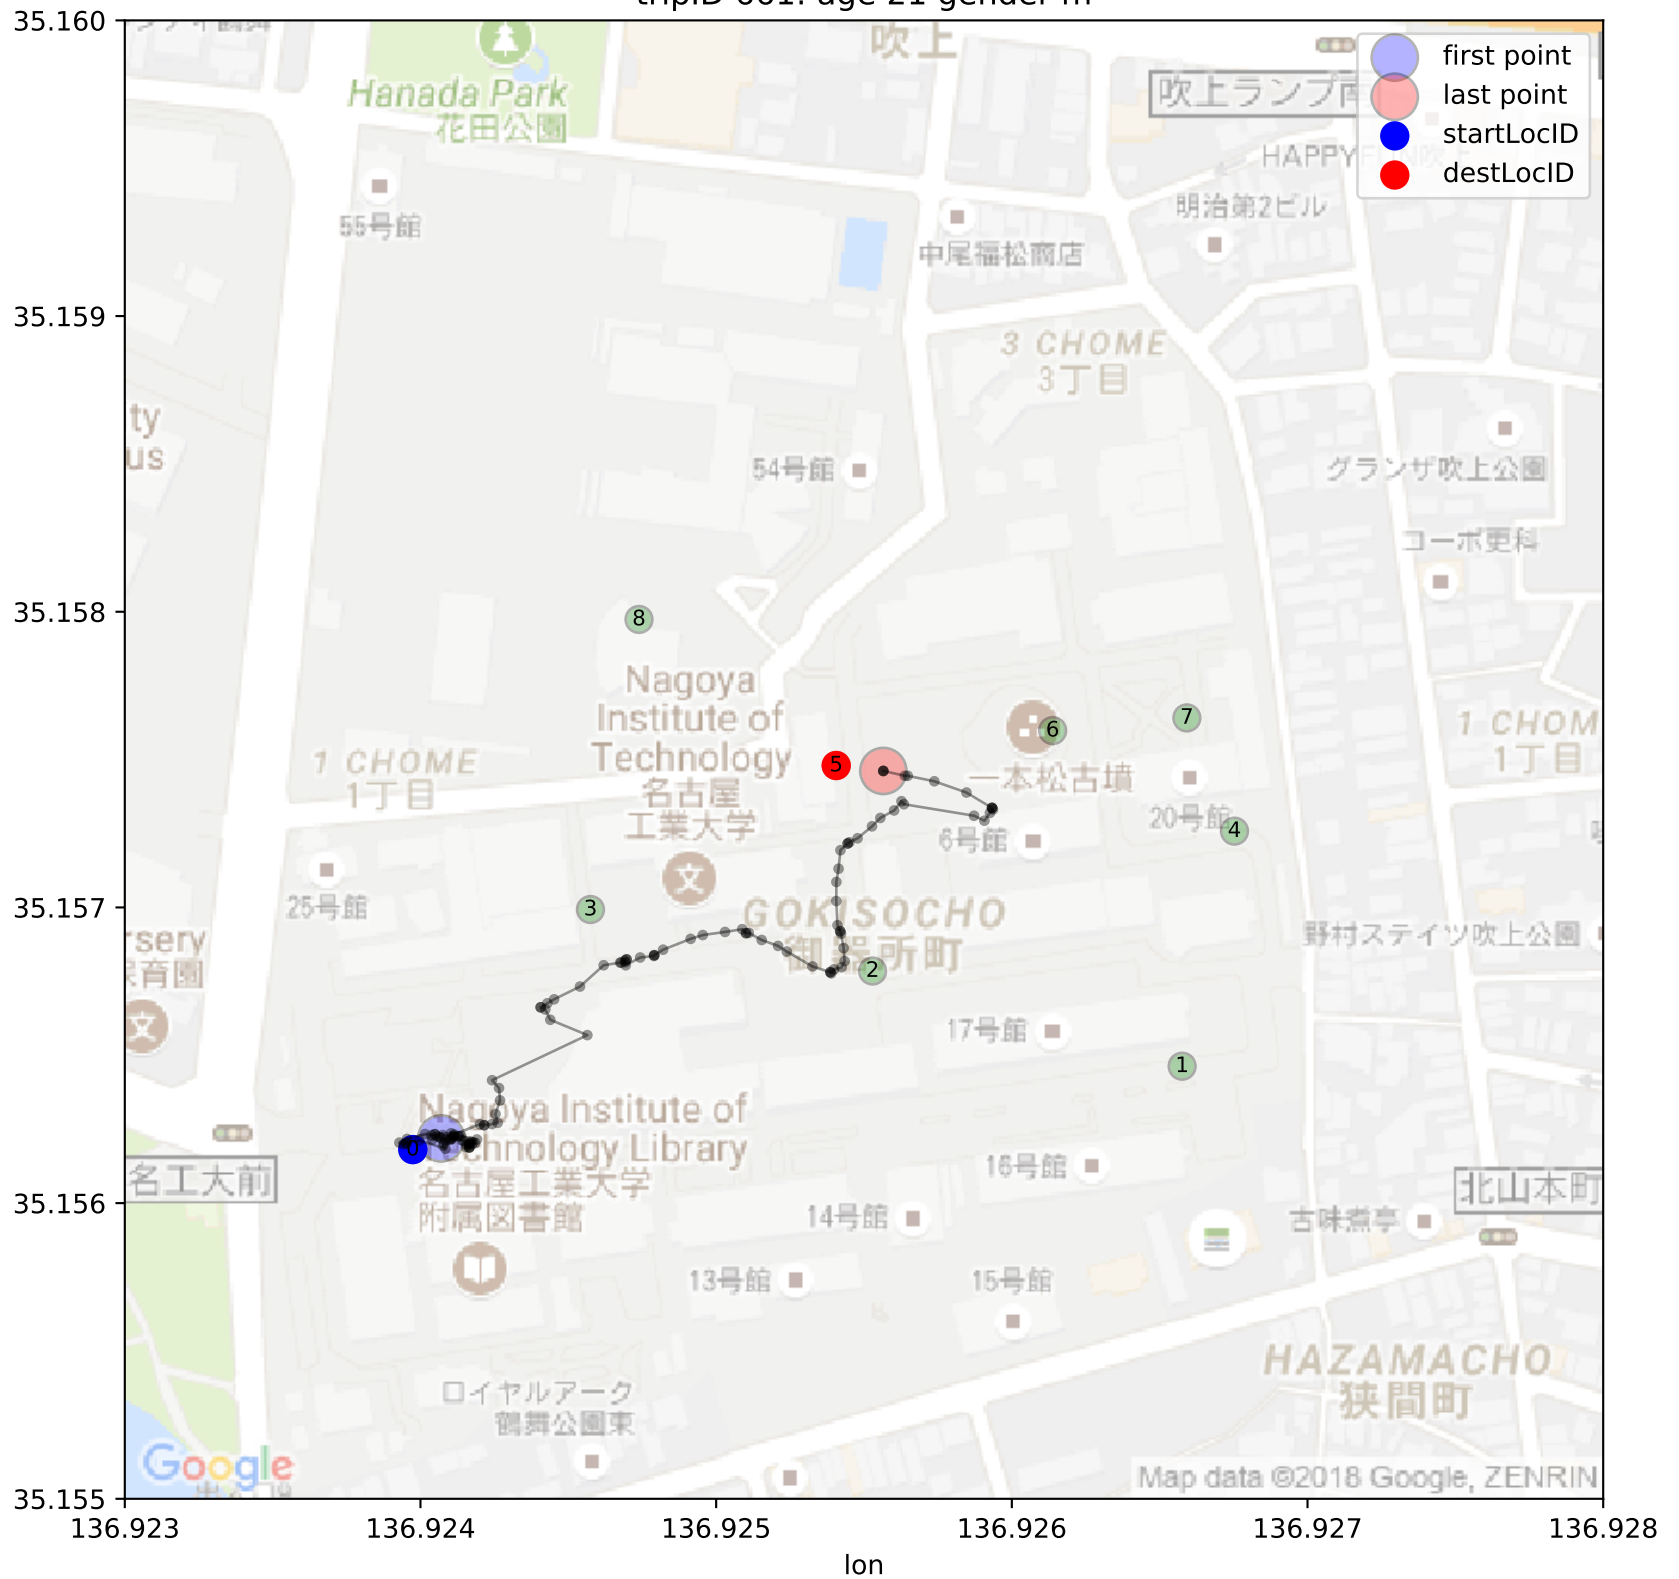 35.160
吹上
Hanada Park
花田公園
吹上ランプ南
first point
last point
startLocID
destLocID
55号館
中尾福松商店
明治第2ビル
35.159
3 CHOME
3丁目
ty
us
54号館
グランザ吹上公園
コーポ更科
35.158
8
Nagoya
Institute of
Technology
名古屋
工業大学
1 CHOME
1丁目
5
6
7
一本松古墳
1 CHOM
1丁目
20号館
4
6号館
25号館
3
35.157
GOKISOCHO
御器所町
2
rsery
保育園
野村ステイツ吹上公園
17号館
1
Nagoya Institute of
Technology Library
名古屋工業大学
附属図書館
0
名工大前
35.156
16号館
14号館
北山本町
古味煮亭
13号館
15号館
HAZAMACHO
狭間町
ロイヤルアーク
鶴舞公園東
Google
Map data ©2018 Google, ZENRIN
35.155
136.923
136.924
136.925
136.926
136.927
136.928
lon